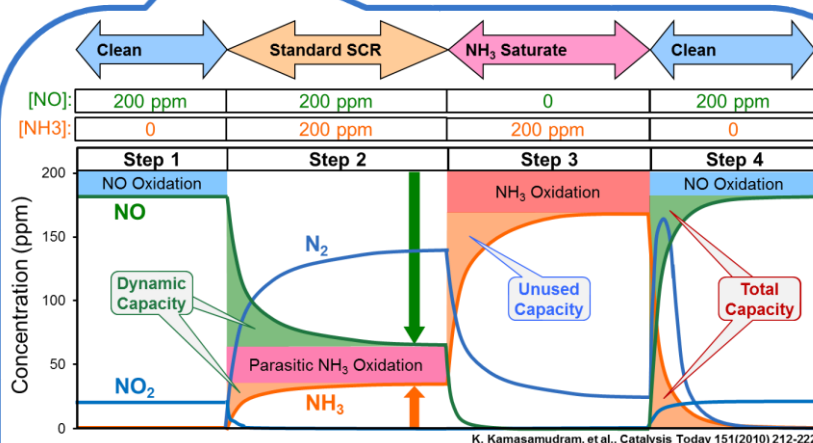 Clean Standard SCR NH3 Saturate Clean
[NO]: 200 ppm 200 ppm 0 200 ppm
[NH3]: 0 200 ppm 200 ppm 0
Step 1 Step 2 Step 3 Step 4
200
NO Oxidation
NH3 Oxidation
NO Oxidation
NO
N2
150
Dynamic
Capacity
Unused
Capacity
Total
Capacity
100
Concentration (ppm)
50
Parasitic NH3 Oxidation
NO2
NH3
0
K. Kamasamudram, et al., Catalysis Today 151(2010) 212-222